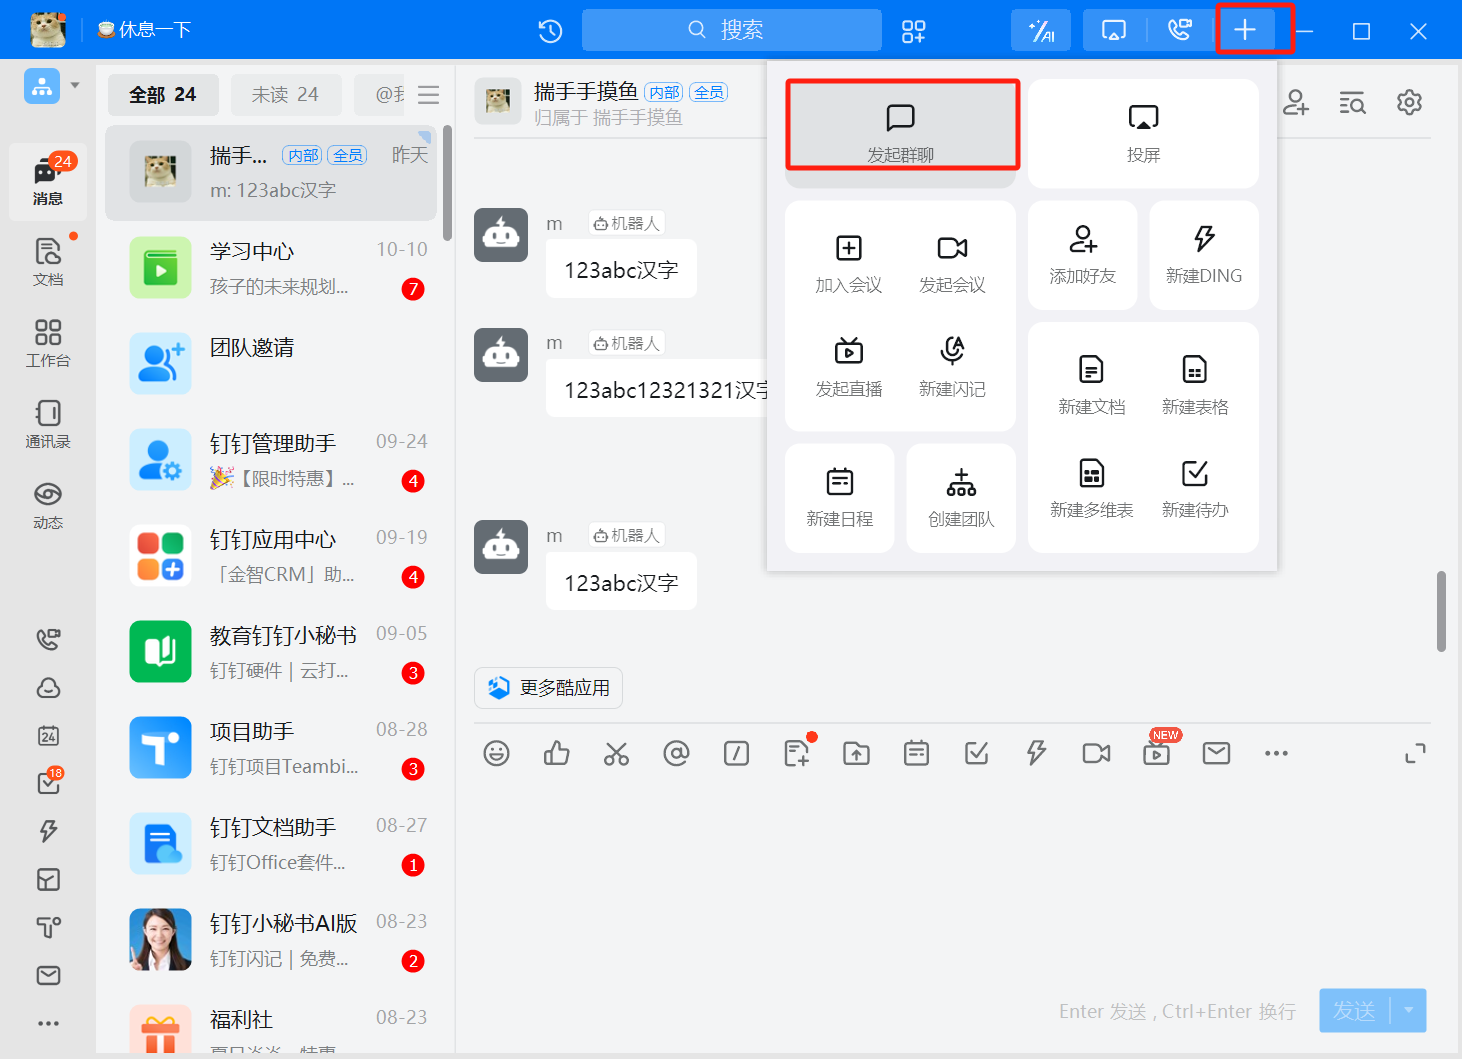 休息一下
搜索
AI
24
消息
文档
工作台
通讯录
动态
24
18
全部 24
未读 24
@我
揣手... 内部 全员 昨天
m: 123abc汉字
学习中心 10-10
孩子的未来规划... 7
团队邀请
钉钉管理助手 09-24
【限时特惠】... 4
钉钉应用中心 09-19
「金智CRM」助... 4
教育钉钉小秘书 09-05
钉钉硬件 | 云打... 3
项目助手 08-28
钉钉项目Teambi... 3
钉钉文档助手 08-27
钉钉Office套件... 1
钉钉小秘书AI版 08-23
钉钉闪记 | 免费... 2
福利社 08-23
揣手手摸鱼 内部 全员
归属于 揣手手摸鱼
m 机器人
123abc汉字
m 机器人
123abc12321321汉字
m 机器人
123abc汉字
发起群聊
投屏
加入会议 发起会议
添加好友
新建DING
发起直播 新建闪记
新建文档 新建表格
新建多维表 新建待办
新建日程
创建团队
更多酷应用
NEW
Enter 发送 , Ctrl+Enter 换行
发送